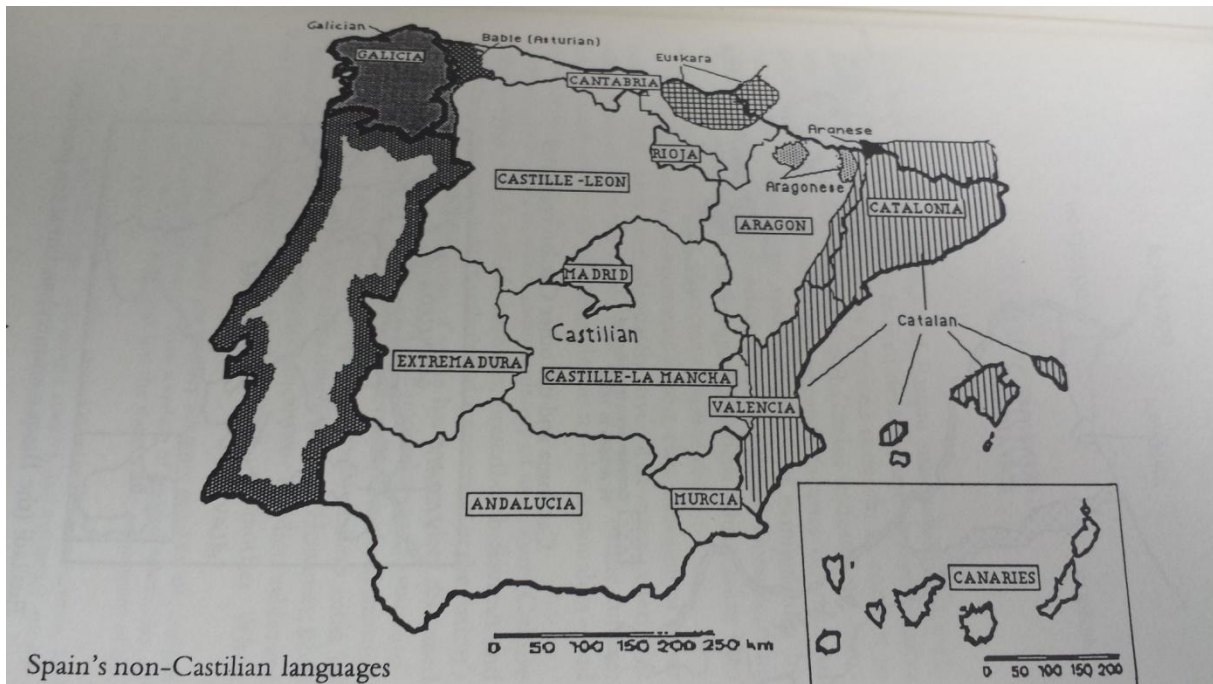 Galician
GALICIA
Bable (Asturian)
Euskara
CANTABRIA
Aranese
RIOJA
Aragonese
CASTILLE-LEON
CATALONIA
ARAGON
MADRID
Castilian
Catalan
EXTREMADURA
CASTILLE-LA MANCHA
VALENCIA
ANDALUCIA
MURCIA
CANARIES
0 50 100 150 200 250 km
0 50 100 150 200
Spain's non-Castilian languages